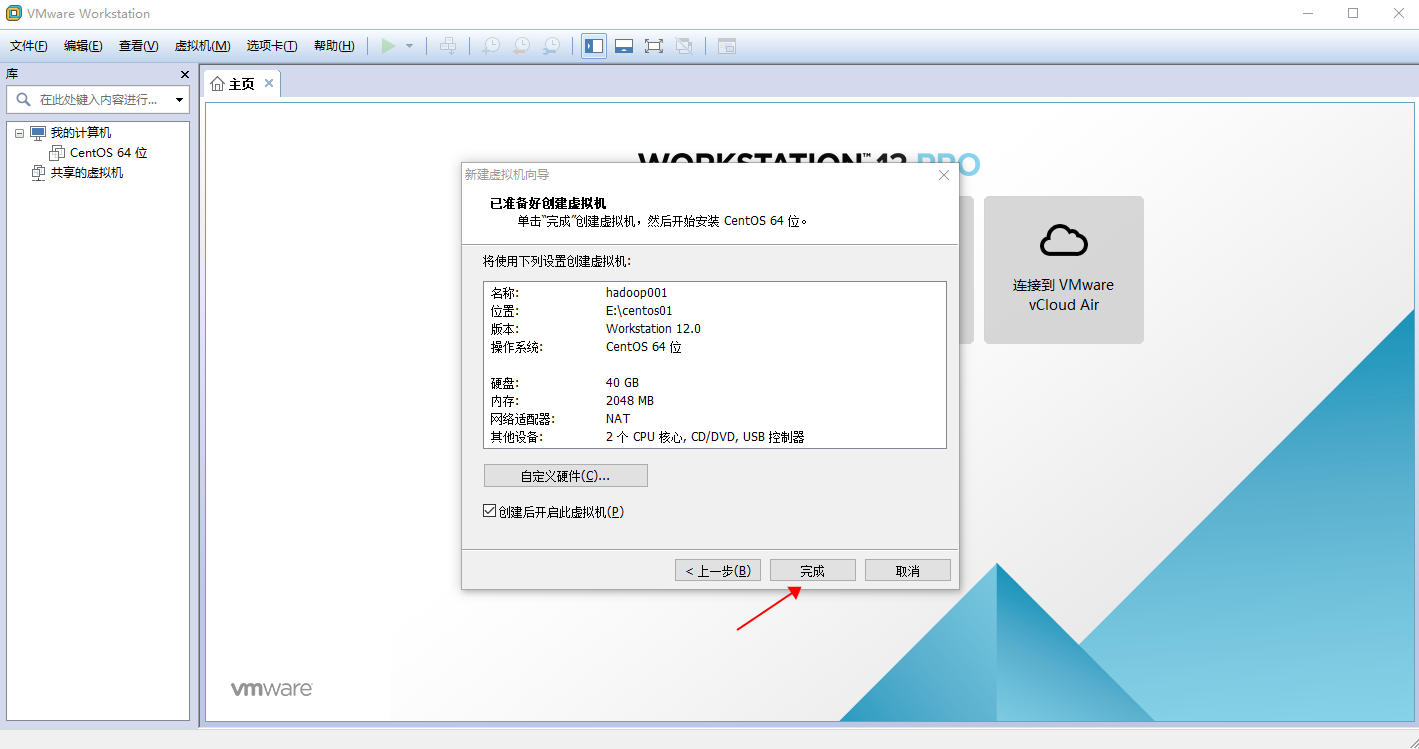 VMware Workstation
文件(F) 编辑(E) 查看(V) 虚拟机(M) 选项卡(T) 帮助(H)
库
主页
在此处键入内容进行...
我的计算机
CentOS 64 位
共享的虚拟机
WORKSTATION™ 12 PRO
新建虚拟机向导
已准备好创建虚拟机
单击"完成"创建虚拟机，然后开始安装 CentOS 64 位。
将使用下列设置创建虚拟机:
名称: hadoop001
位置: E:\centos01
版本: Workstation 12.0
操作系统: CentOS 64 位
硬盘: 40 GB
内存: 2048 MB
网络适配器: NAT
其他设备: 2 个 CPU 核心, CD/DVD, USB 控制器
自定义硬件(C)...
创建后开启此虚拟机(P)
< 上一步(B) 完成 取消
连接到 VMware
vCloud Air
vmware